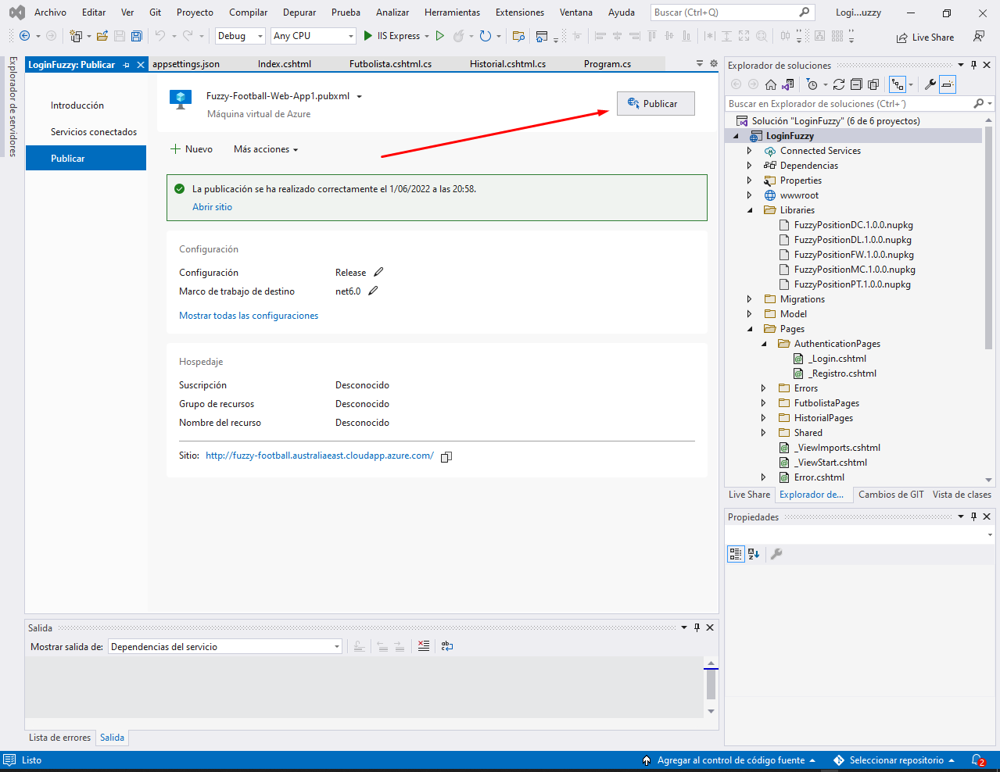 Archivo Editar Ver Git Proyecto Compilar Depurar Prueba Analizar Herramientas Extensiones Ventana Ayuda Buscar (Ctrl+Q) Logi...uzzy
Debug Any CPU IIS Express Live Share
Explorador de servidores
LoginFuzzy: Publicar appsettings.json Index.cshtml Futbolista.cshtml.cs Historial.cshtml.cs Program.cs
Introducción
Servicios conectados
Publicar
Fuzzy-Football-Web-App1.pubxml
Máquina virtual de Azure
Publicar
Nuevo Más acciones
La publicación se ha realizado correctamente el 1/06/2022 a las 20:58.
Abrir sitio
Configuración
Configuración Release
Marco de trabajo de destino net6.0
Mostrar todas las configuraciones
Hospedaje
Suscripción Desconocido
Grupo de recursos Desconocido
Nombre del recurso Desconocido
Sitio: http://fuzzy-football.australiaeast.cloudapp.azure.com/
Explorador de soluciones
Buscar en Explorador de soluciones (Ctrl+´)
Solución "LoginFuzzy" (6 de 6 proyectos)
LoginFuzzy
Connected Services
Dependencias
Properties
wwwroot
Libraries
FuzzyPositionDC.1.0.0.nupkg
FuzzyPositionDL.1.0.0.nupkg
FuzzyPositionFW.1.0.0.nupkg
FuzzyPositionMC.1.0.0.nupkg
FuzzyPositionPT.1.0.0.nupkg
Migrations
Model
Pages
AuthenticationPages
_Login.cshtml
_Registro.cshtml
Errors
FutbolistaPages
HistorialPages
Shared
_ViewImports.cshtml
_ViewStart.cshtml
Error.cshtml
Live Share Explorador de... Cambios de GIT Vista de clases
Propiedades
Salida
Mostrar salida de: Dependencias del servicio
Lista de errores Salida
Listo Agregar al control de código fuente Seleccionar repositorio 2